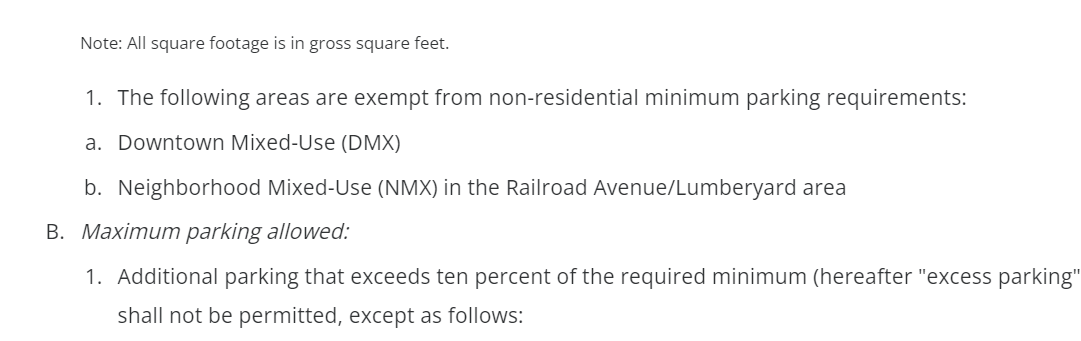 Note: All square footage is in gross square feet.
1. The following areas are exempt from non-residential minimum parking requirements:
a. Downtown Mixed-Use (DMX)
b. Neighborhood Mixed-Use (NMX) in the Railroad Avenue/Lumberyard area
B. Maximum parking allowed:
1. Additional parking that exceeds ten percent of the required minimum (hereafter "excess parking"
shall not be permitted, except as follows: